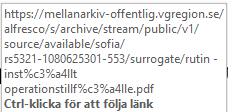 https://mellanarkiv-offentlig.vgregion.se/
alfresco/s/archive/stream/public/v1/
source/available/sofia/
rs5321-1080625301-553/surrogate/rutin -
inst%c3%a4llt
operationstillf%c3%a4lle.pdf
Ctrl-klicka för att följa länk